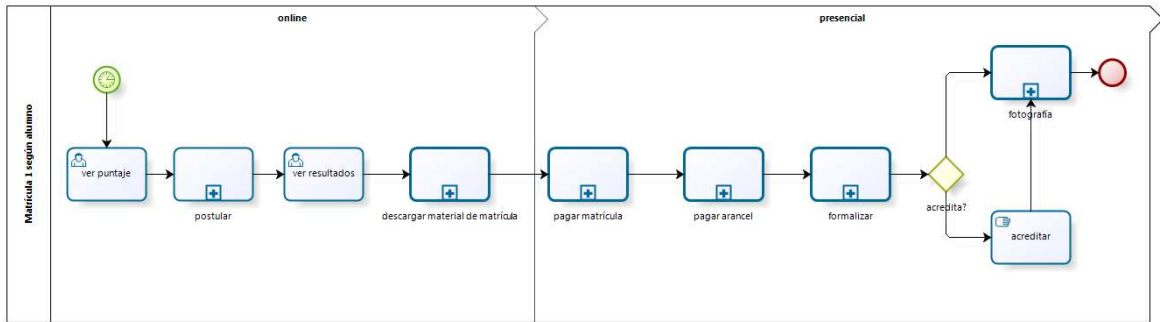 Matrícula 1 según alumno
online
presencial
ver puntaje
postular
ver resultados
descargar material de matrícula
pagar matrícula
pagar arancel
formalizar
acredita?
fotografía
acreditar